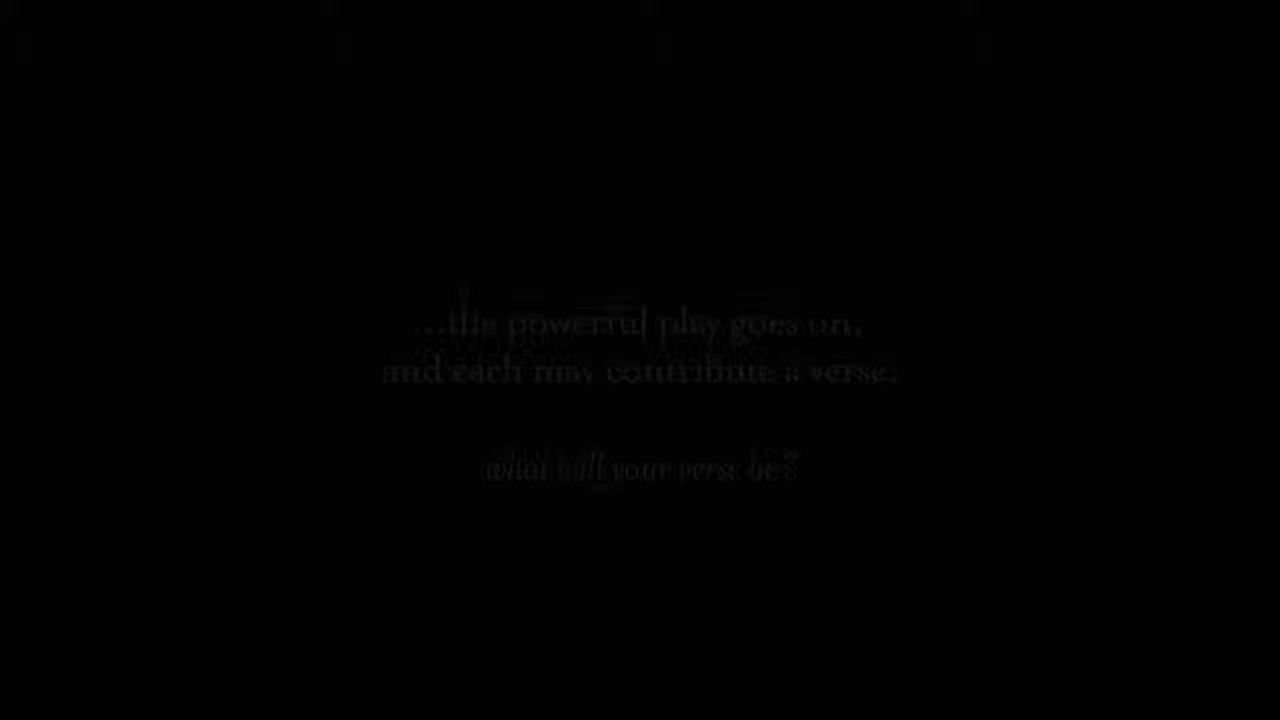 ...the powerful play goes on,
and each may contribute a verse.
what will your verse be?